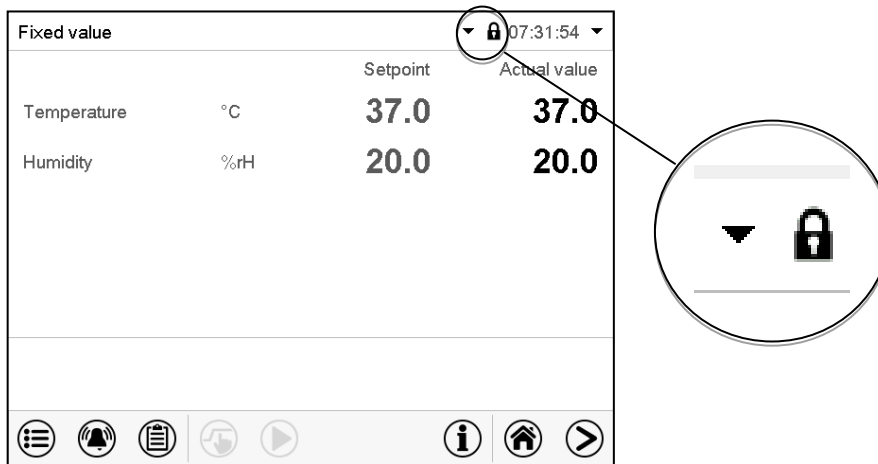 Fixed value 07:31:54
Setpoint Actual value
Temperature °C 37.0 37.0
Humidity %rH 20.0 20.0